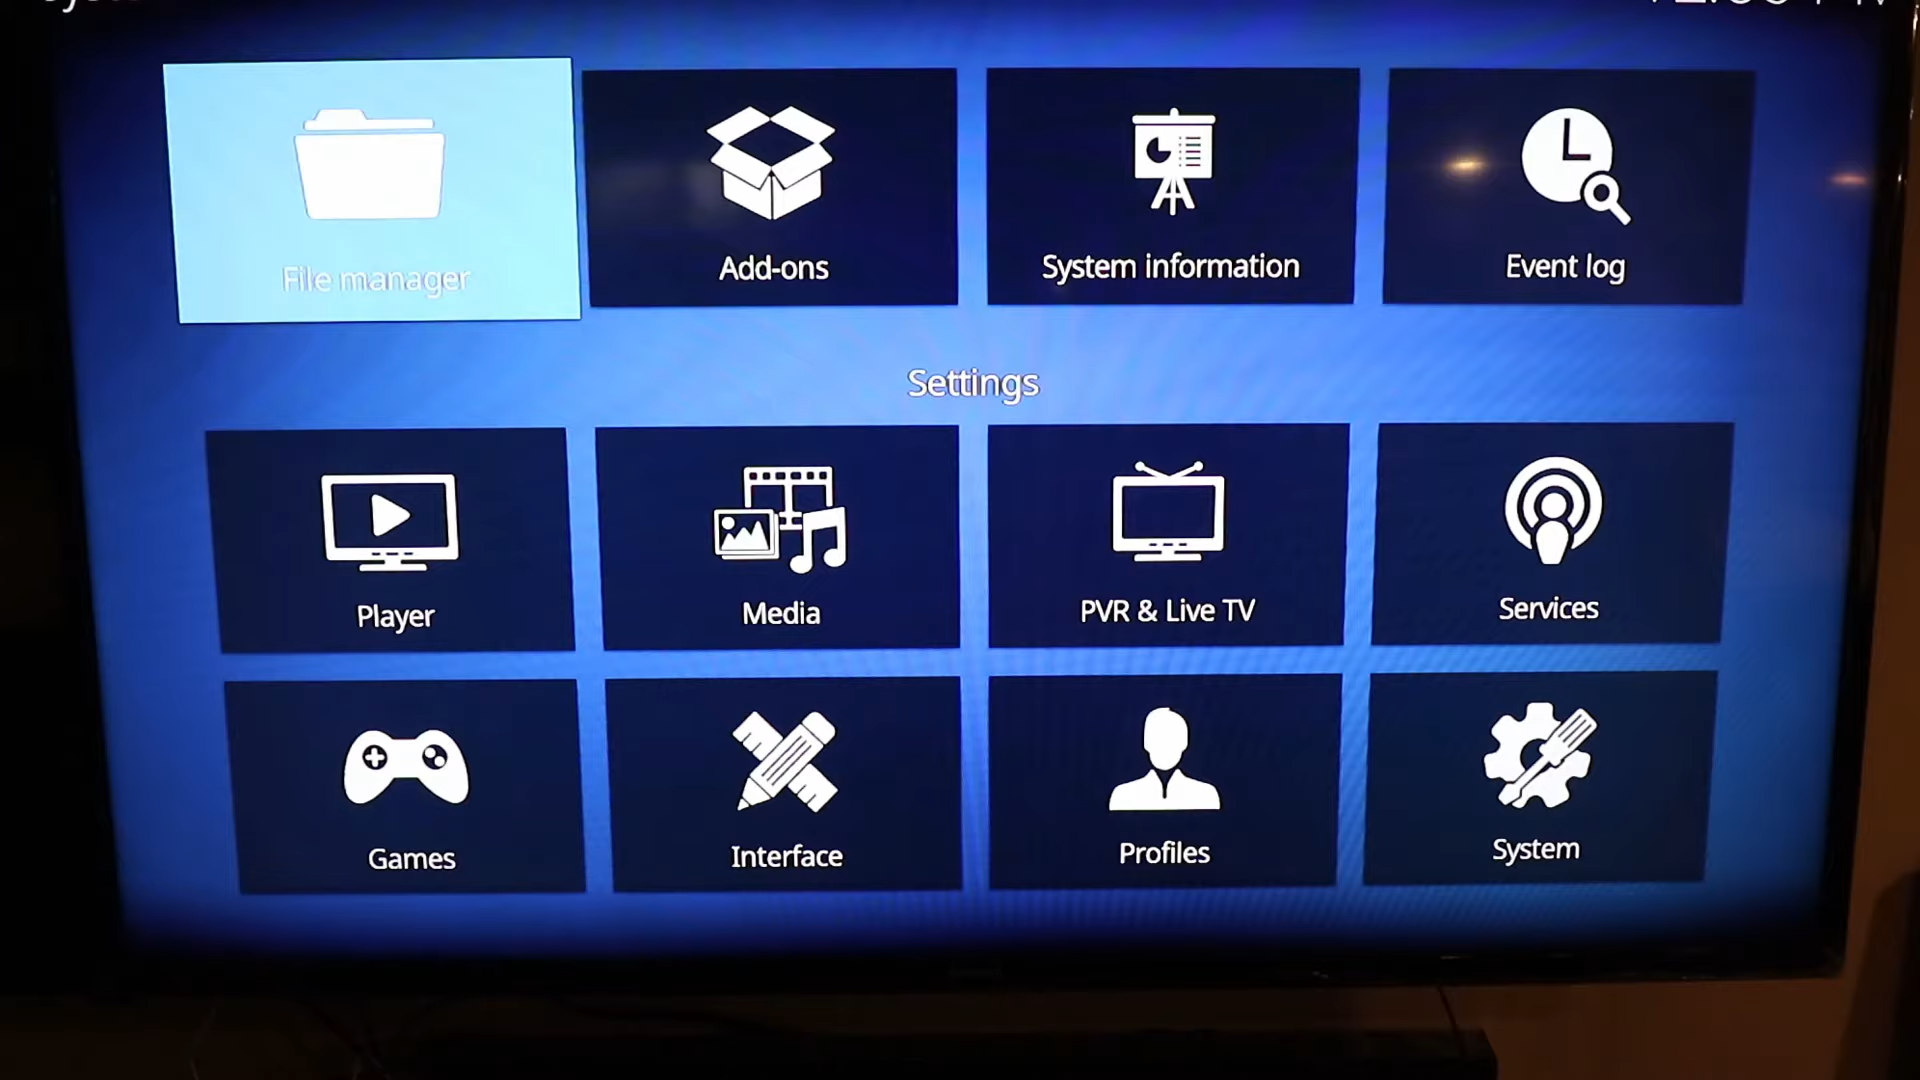 File manager
Add-ons
System information
Event log
Settings
Player
Media
PVR & Live TV
Services
Games
Interface
Profiles
System